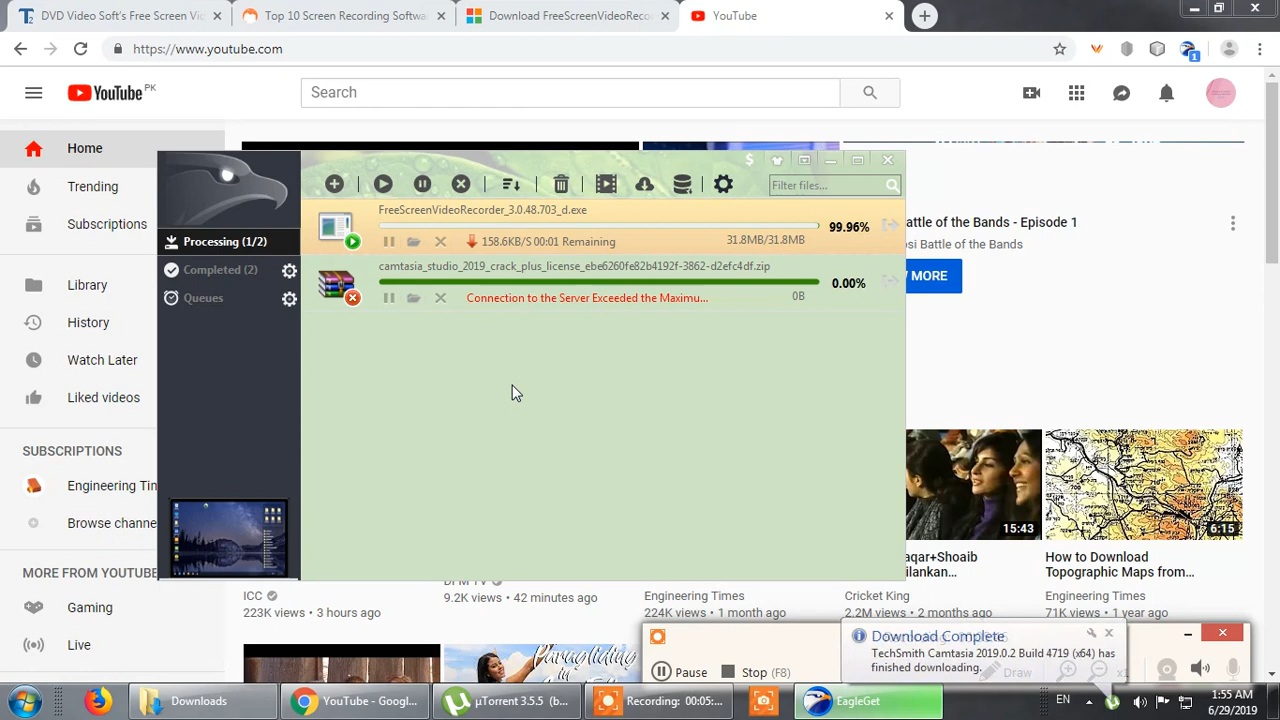 DVD Video Soft's Free Screen Vi
Top 10 Screen Recording Softwa
Download FreeScreenVideoReco
YouTube
https://www.youtube.com
1
YouTube PK
Search
Home
Trending
Subscriptions
Library
History
Watch Later
Liked videos
SUBSCRIPTIONS
Engineering Tim
Browse channe
MORE FROM YOUTUBE
Gaming
Live
$
Filter files...
Processing (1/2)
Completed (2)
Queues
FreeScreenVideoRecorder_3.0.48.703_d.exe
99.96%
158.6KB/S 00:01 Remaining
31.8MB/31.8MB
camtasia_studio_2019_crack_plus_license_ebe6260fe82b4192f-3862-d2efc4df.zip
0.00%
Connection to the Server Exceeded the Maximu...
0B
attle of the Bands - Episode 1
si Battle of the Bands
MORE
15:43
6:15
aqar+Shoaib
ilankan...
How to Download
Topographic Maps from...
ICC
223K views • 3 hours ago
9.2K views • 42 minutes ago
Engineering Times
224K views • 1 month ago
Cricket King
2.2M views • 2 months ago
Engineering Times
71K views • 1 year ago
Paragliding
Download Complete
TechSmith Camtasia 2019.0.2 Build 4719 (x64) has
finished downloading.
Pause
Stop (F8)
Draw
x1
Downloads
YouTube - Googl...
µTorrent 3.5.5 (b...
Recording: 00:05:...
EagleGet
EN
1:55 AM
6/29/2019